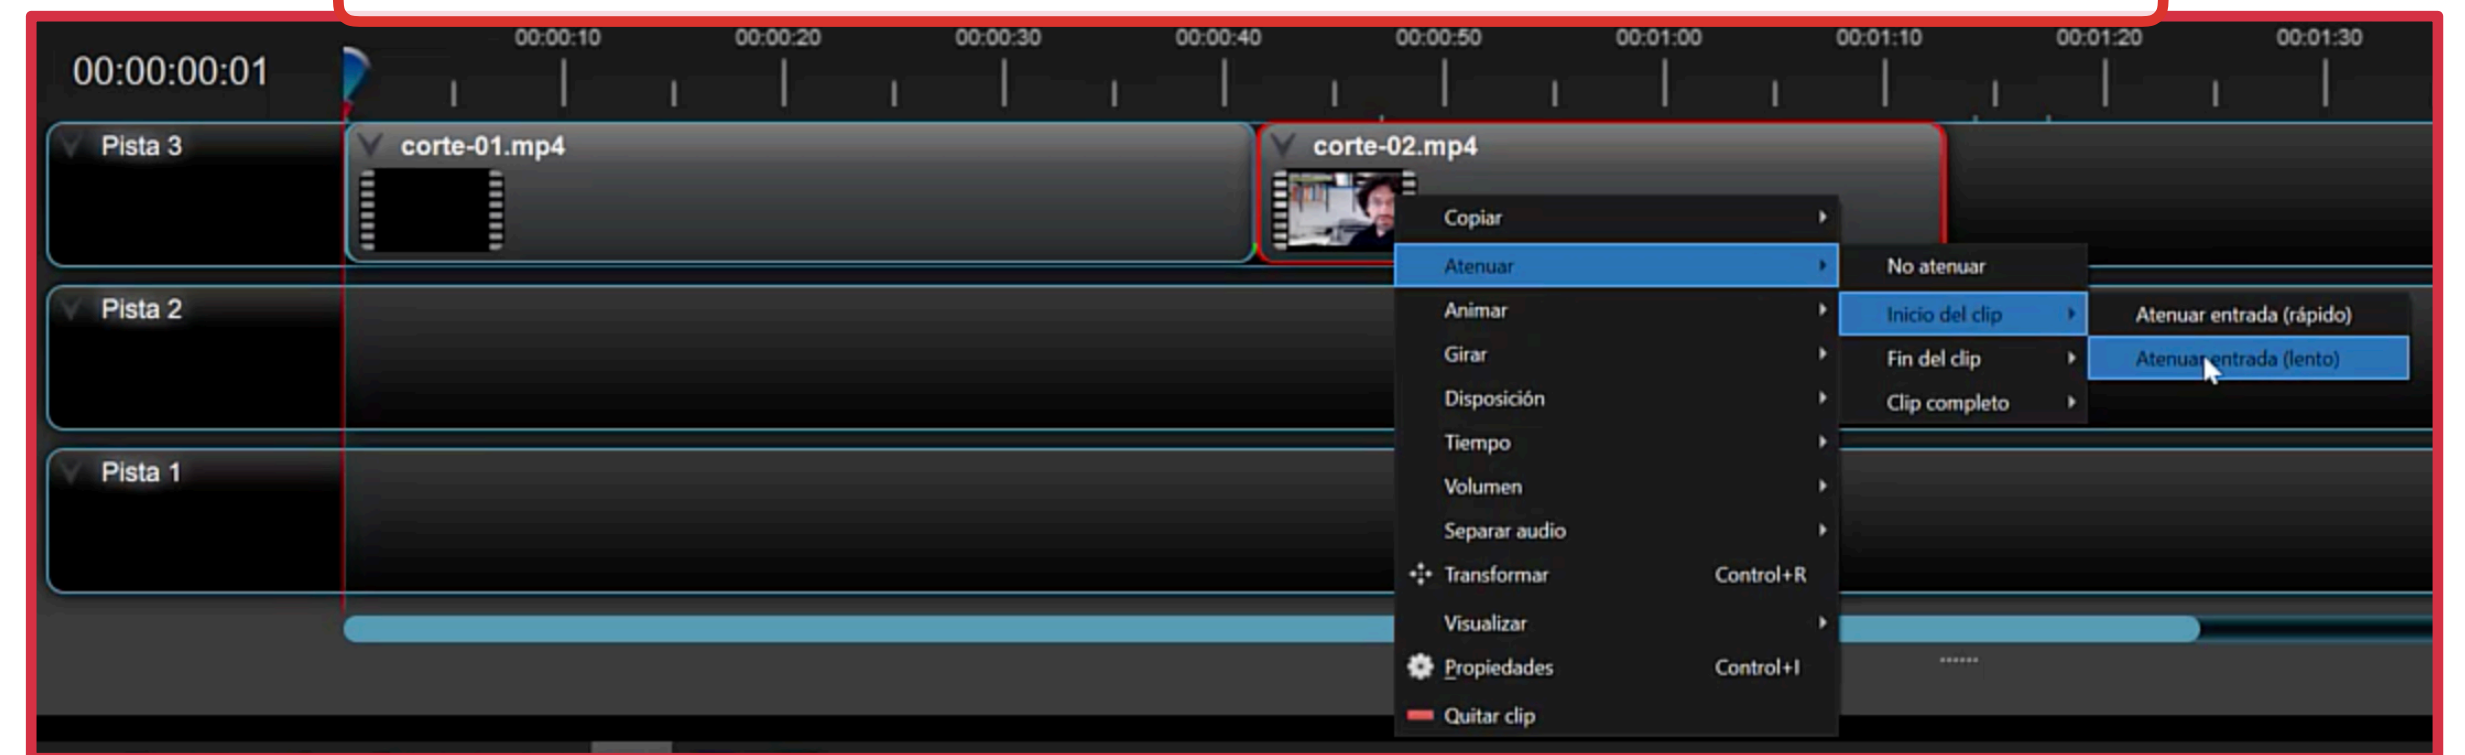 00:00:00:01
00:00:10
00:00:20
00:00:30
00:00:40
00:00:50
00:01:00
00:01:10
00:01:20
00:01:30
Pista 3
corte-01.mp4
corte-02.mp4
Pista 2
Pista 1
Copiar
Atenuar
Animar
Girar
Disposición
Tiempo
Volumen
Separar audio
Transformar Control+R
Visualizar
Propiedades Control+I
Quitar clip
No atenuar
Inicio del clip
Fin del clip
Clip completo
Atenuar entrada (rápido)
Atenuar entrada (lento)